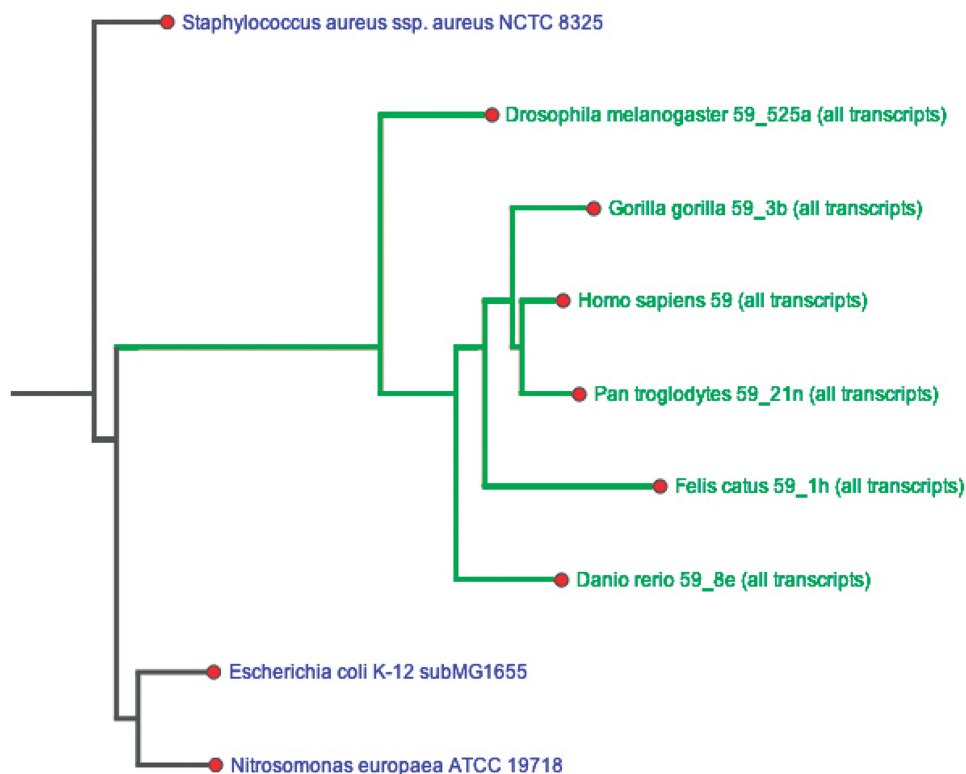 Staphylococcus aureus ssp. aureus NCTC 8325
Drosophila melanogaster 59_525a (all transcripts)
Gorilla gorilla 59_3b (all transcripts)
Homo sapiens 59 (all transcripts)
Pan troglodytes 59_21n (all transcripts)
Felis catus 59_1h (all transcripts)
Danio rerio 59_8e (all transcripts)
Escherichia coli K-12 subMG1655
Nitrosomonas europaea ATCC 19718